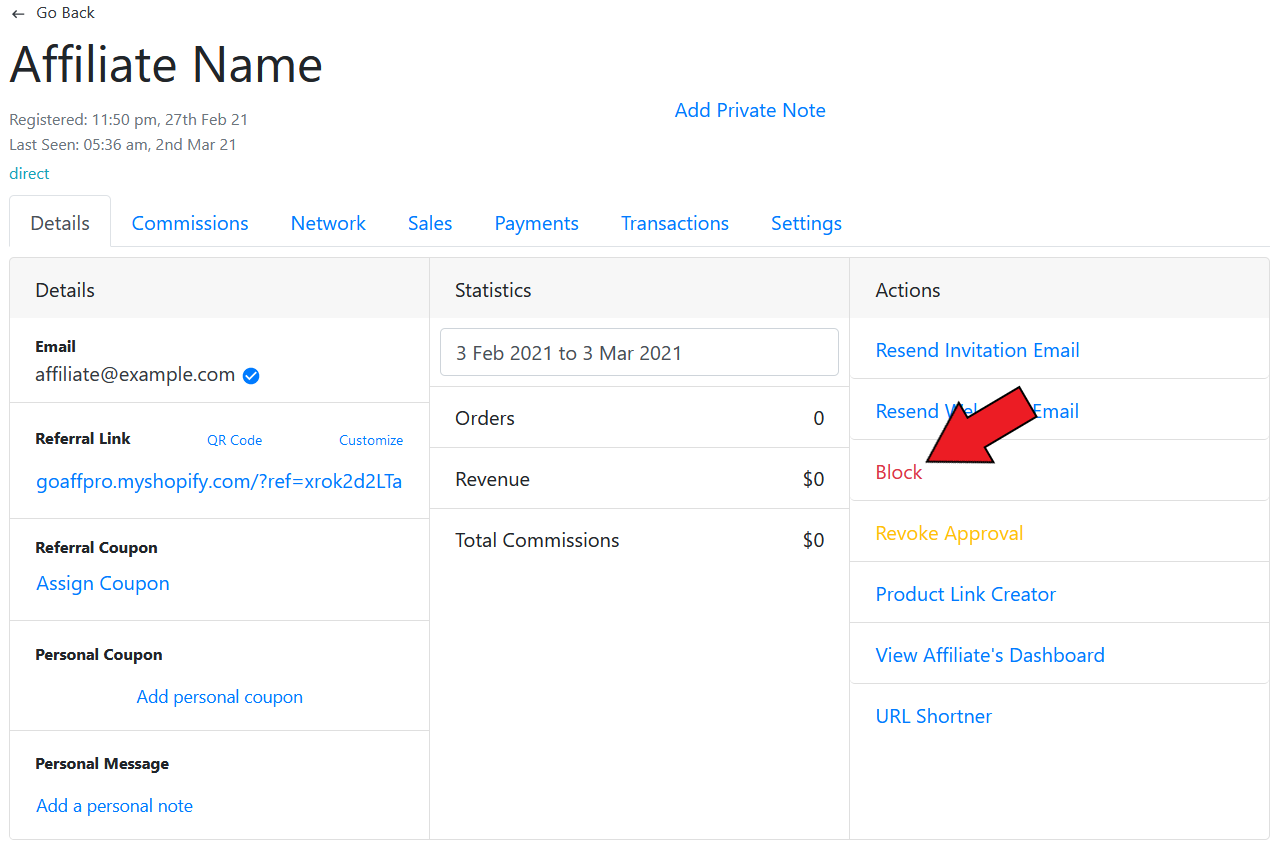 ← Go Back
Affiliate Name
Registered: 11:50 pm, 27th Feb 21
Last Seen: 05:36 am, 2nd Mar 21
direct
Add Private Note
Details Commissions Network Sales Payments Transactions Settings
Details
Email
affiliate@example.com
Referral Link QR Code Customize
goaffpro.myshopify.com/?ref=xrok2d2LTa
Referral Coupon
Assign Coupon
Personal Coupon
Add personal coupon
Personal Message
Add a personal note
Statistics
3 Feb 2021 to 3 Mar 2021
Orders 0
Revenue $0
Total Commissions $0
Actions
Resend Invitation Email
Resend Email
Block
Revoke Approval
Product Link Creator
View Affiliate's Dashboard
URL Shortner